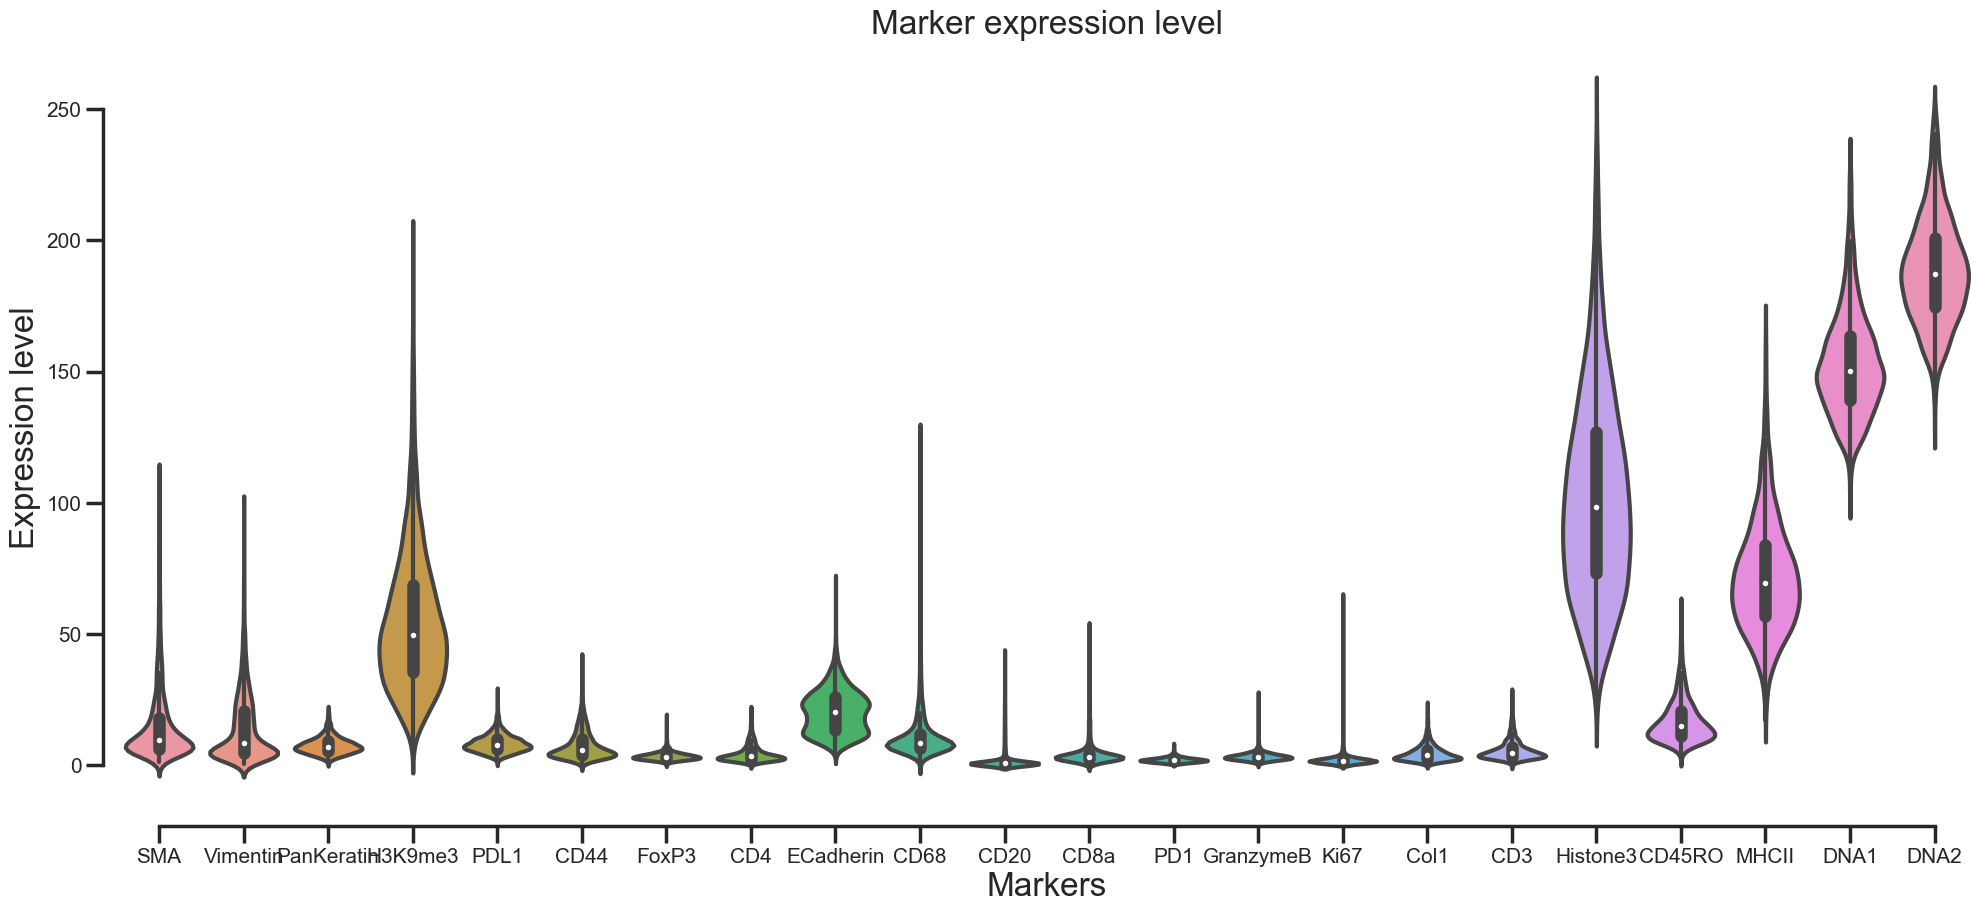 Marker expression level
Expression level
250
200
150
100
50
0
SMA Vimentin PanKeratin H3K9me3 PDL1 CD44 FoxP3 CD4 ECadherin CD68 CD20 CD8a PD1 GranzymeB Ki67 Col1 CD3 Histone3 CD45RO MHCII DNA1 DNA2
Markers